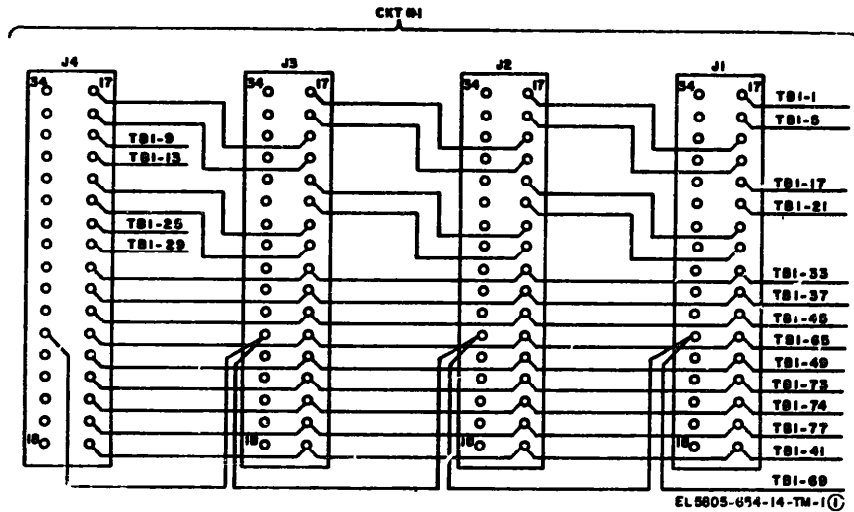 CKT #1
J4
J3
J2
J1
34
17
34
17
34
17
34
17
TB1-1
TB1-5
TB1-9
TB1-13
TB1-17
TB1-21
TB1-25
TB1-29
TB1-33
TB1-37
TB1-45
TB1-65
TB1-49
TB1-73
TB1-74
TB1-77
18
18
18
18
TB1-41
TB1-69
EL5805-654-14-TM-1①